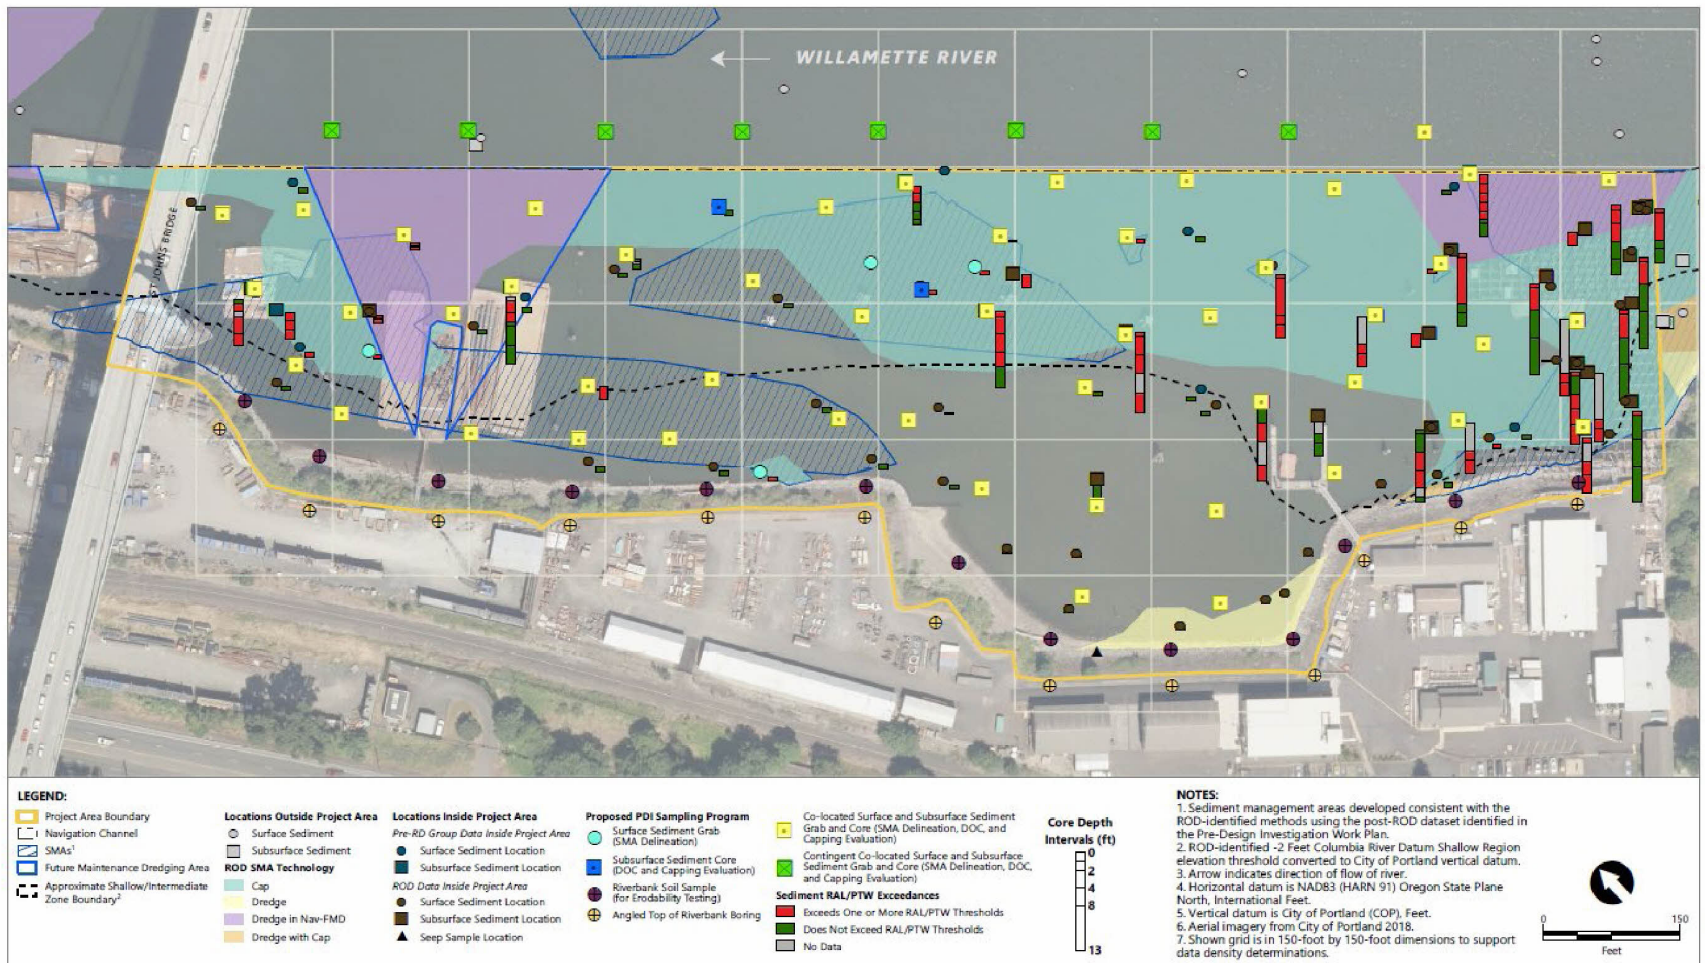 WILLAMETTE RIVER
ST JOHNS BRIDGE
LEGEND:
Project Area Boundary
Navigation Channel
SMAs1
Future Maintenance Dredging Area
Approximate Shallow/Intermediate
Zone Boundary2
Locations Outside Project Area
Surface Sediment
Subsurface Sediment
ROD SMA Technology
Cap
Dredge
Dredge in Nav-FMD
Dredge with Cap
Locations Inside Project Area
Pre-RD Group Data Inside Project Area
Surface Sediment Location
Subsurface Sediment Location
ROD Data Inside Project Area
Surface Sediment Location
Subsurface Sediment Location
Seep Sample Location
Proposed PDI Sampling Program
Surface Sediment Grab
(SMA Delineation)
Subsurface Sediment Core
(DOC and Capping Evaluation)
Riverbank Soil Sample
(for Erodability Testing)
Angled Top of Riverbank Boring
Co-located Surface and Subsurface Sediment
Grab and Core (SMA Delineation, DOC, and
Capping Evaluation)
Contingent Co-located Surface and Subsurface
Sediment Grab and Core (SMA Delineation, DOC,
and Capping Evaluation)
Sediment RAL/PTW Exceedances
Exceeds One or More RAL/PTW Thresholds
Does Not Exceed RAL/PTW Thresholds
No Data
Core Depth
Intervals (ft)
0
2
4
8
13
NOTES:
1. Sediment management areas developed consistent with the
ROD-identified methods using the post-ROD dataset identified in
the Pre-Design Investigation Work Plan.
2. ROD-identified -2 Feet Columbia River Datum Shallow Region
elevation threshold converted to City of Portland vertical datum.
3. Arrow indicates direction of flow of river.
4. Horizontal datum is NAD83 (HARN 91) Oregon State Plane
North, International Feet.
5. Vertical datum is City of Portland (COP), Feet.
6. Aerial imagery from City of Portland 2018.
7. Shown grid is in 150-foot by 150-foot dimensions to support
data density determinations.
0 150
Feet